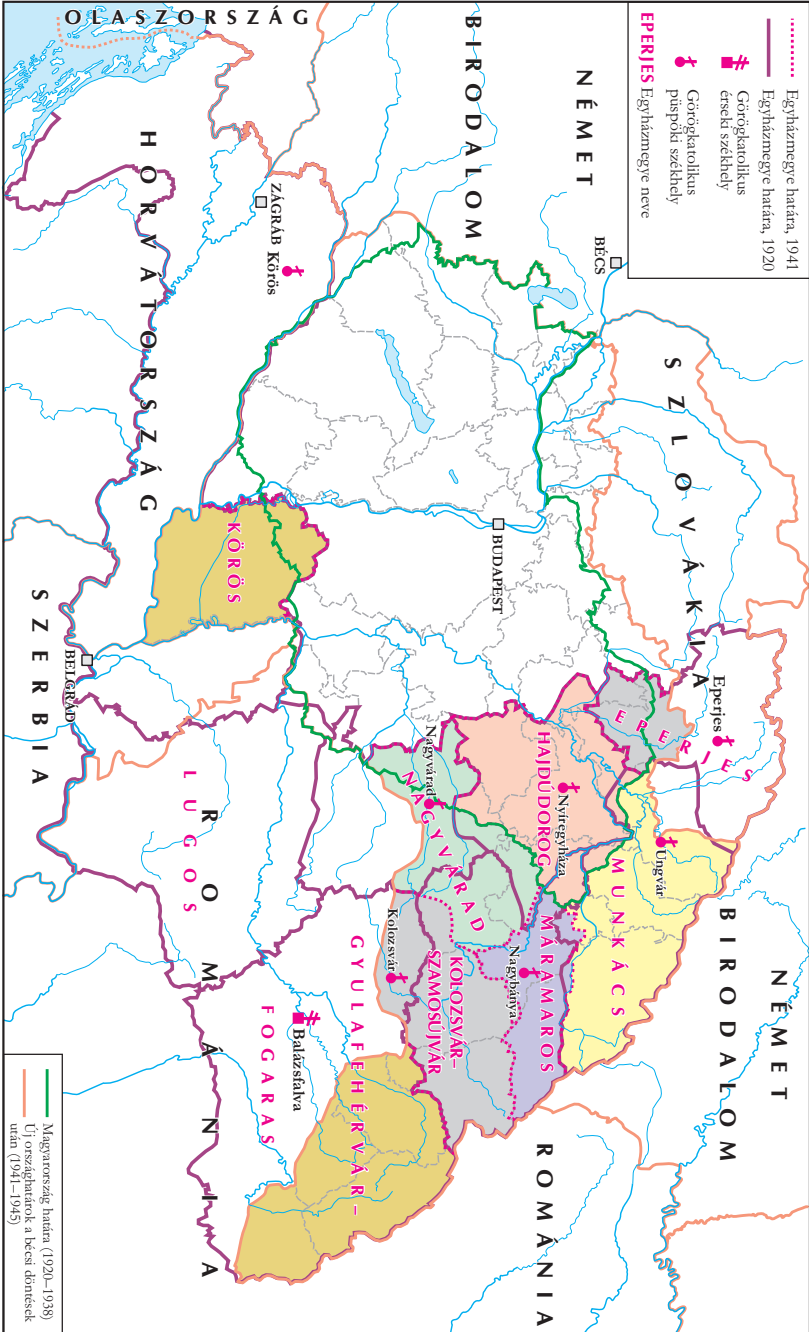 Egyházmegye határa, 1941
Egyházmegye határa, 1920
Görögkatolikus
érseki székhely
Görögkatolikus
püspöki székhely
EPERJES Egyházmegye neve
NÉMET
BIRODALOM
OLASZORSZÁG
HORVÁTORSZÁG
SZLOVÁKIA
SZERBIA
ROMÁNIA
NÉMET
BIRODALOM
ROMÁNIA
BÉCS
ZÁGRÁB
Körös
BUDAPEST
BELGRÁD
KÖRÖS
Eperjes
EPERJES
Ungvár
MUNKÁCS
Nyíregyháza
HAJDÚDOROG
Nagyvárad
NAGYVÁRAD
Nagybánya
MÁRAMAROS
Kolozsvár
KOLOZSVÁR–
SZAMOSÚJVÁR
GYULAFEHÉRVÁR–
FOGARAS
Balázsfalva
LUGOS
Magyarország határa (1920–1938)
Új országhatárok a bécsi döntések
után (1941–1945)